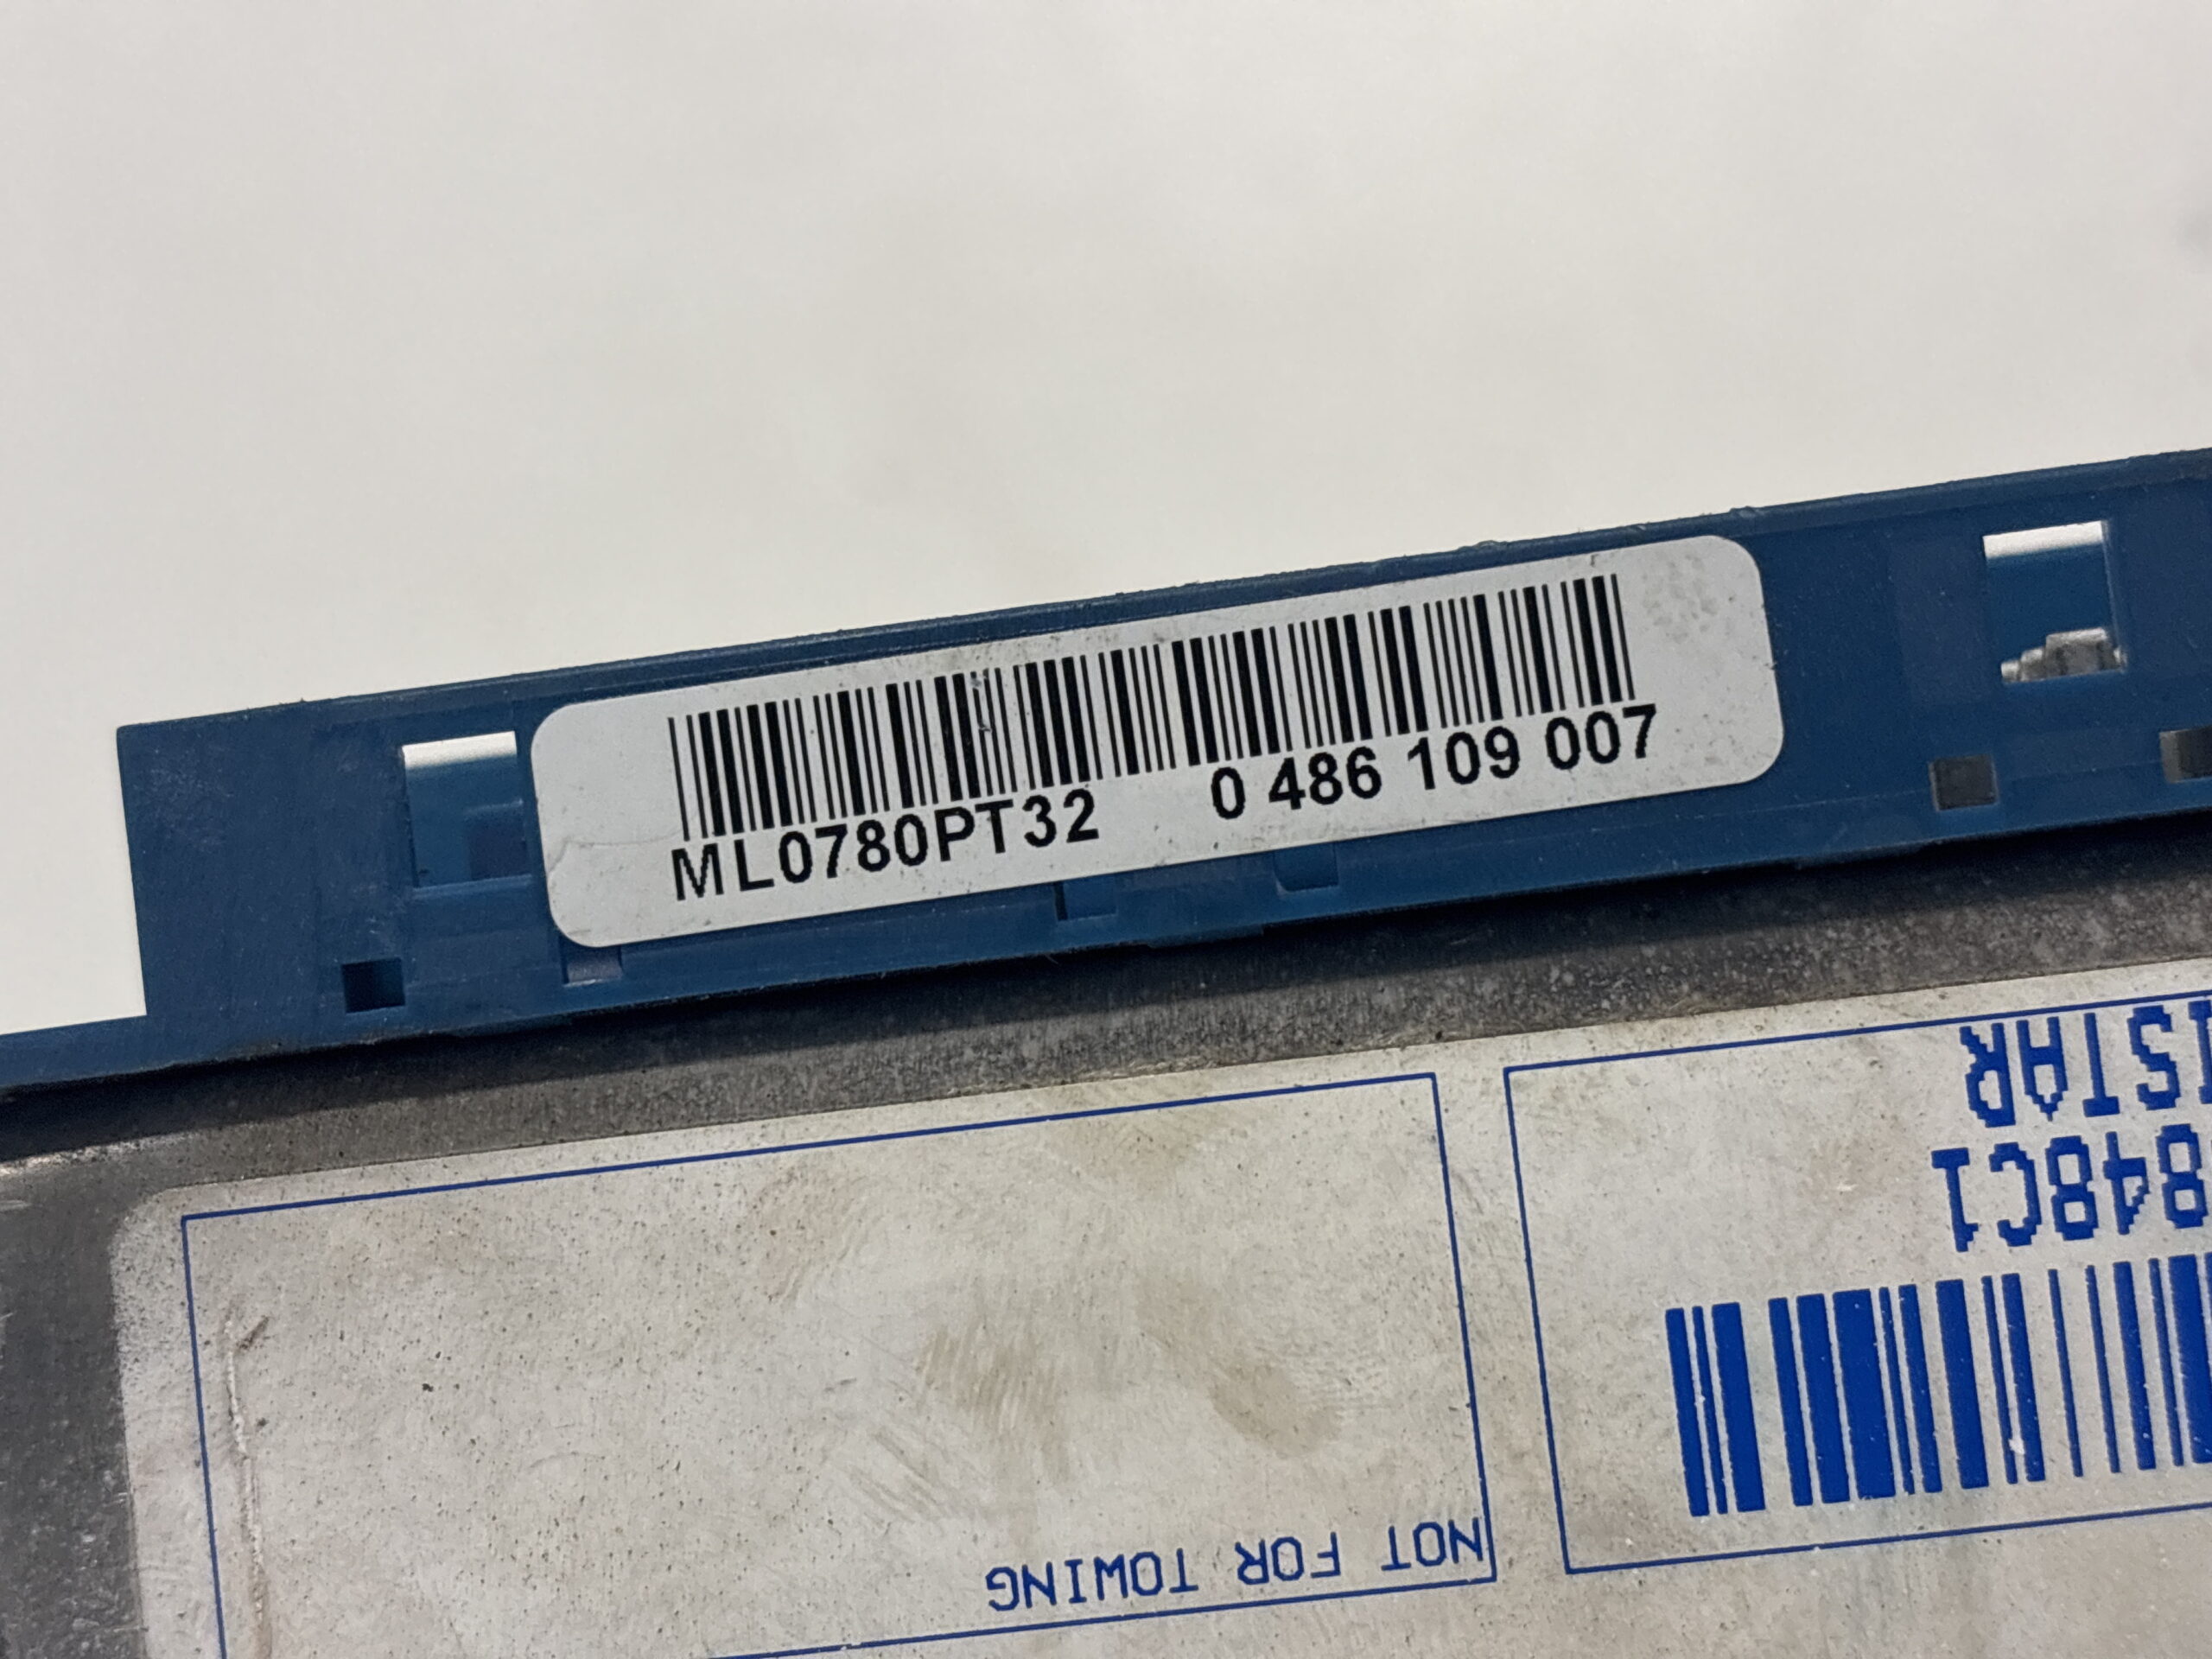 ML0780PT32 0 486 109 007
ISTAR
848C1
NOT FOR TOWING